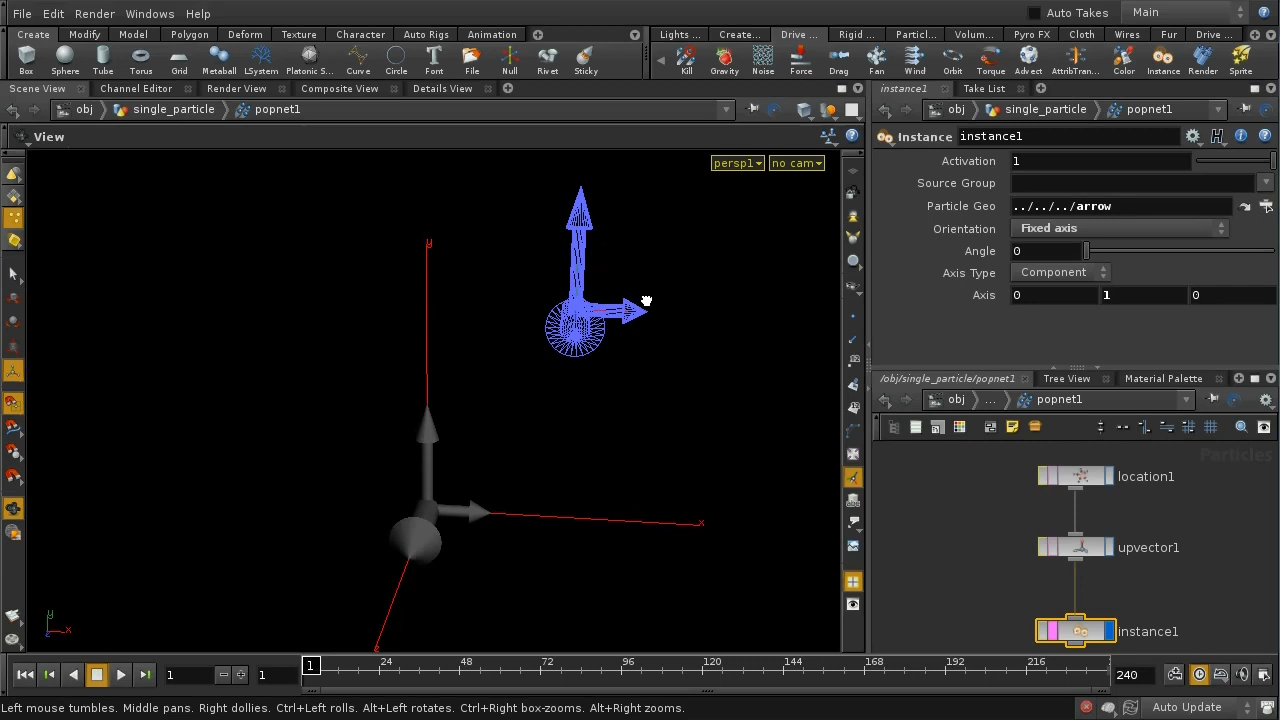 File Edit Render Windows Help Auto Takes Main
Create Modify Model Polygon Deform Texture Character Auto Rigs Animation
Box Sphere Tube Torus Grid Metaball LSystem Platonic S... Curve Circle Font File Null Rivet Sticky
Lights ... Create... Drive ... Rigid ... Particl... Volum... Pyro FX Cloth Wires Fur Drive ...
Kill Gravity Noise Force Drag Fan Wind Orbit Torque Advect AttribTran... Color Instance Render Sprite
Scene View Channel Editor Render View Composite View Details View
obj single_particle popnet1
View
persp1 no cam
y
x
y
x
instance1 Take List
obj single_particle popnet1
Instance instance1
Activation 1
Source Group
Particle Geo ../../../arrow
Orientation Fixed axis
Angle 0
Axis Type Component
Axis 0 1 0
/obj/single_particle/popnet1 Tree View Material Palette
obj ... popnet1
Particles
location1
upvector1
instance1
1 1 1 24 48 72 96 120 144 168 192 216 240
Left mouse tumbles. Middle pans. Right dollies. Ctrl+Left rolls. Alt+Left rotates. Ctrl+Right box-zooms. Alt+Right zooms.
Auto Update